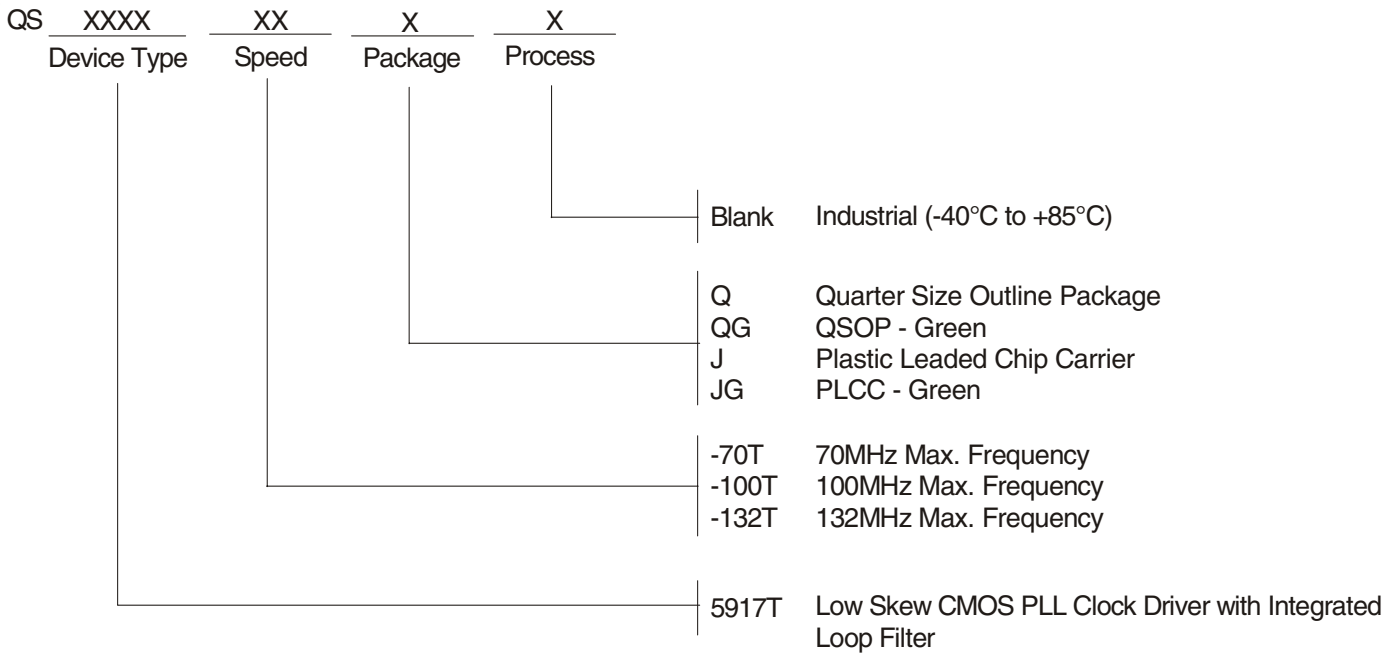 QS XXXX XX X X
Device Type Speed Package Process
Blank Industrial (-40°C to +85°C)
Q Quarter Size Outline Package
QG QSOP - Green
J Plastic Leaded Chip Carrier
JG PLCC - Green
-70T 70MHz Max. Frequency
-100T 100MHz Max. Frequency
-132T 132MHz Max. Frequency
5917T Low Skew CMOS PLL Clock Driver with Integrated
Loop Filter